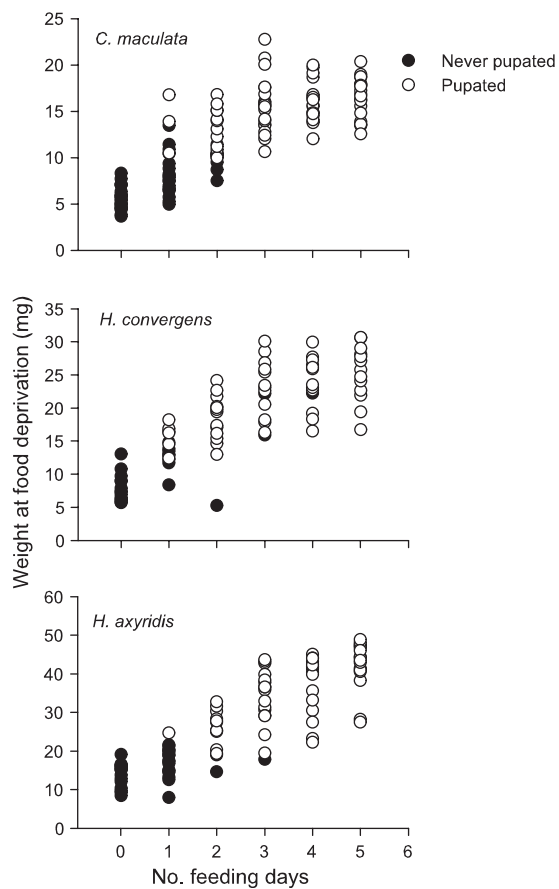 C. maculata
Never pupated
Pupated
25
20
15
10
5
0
H. convergens
35
30
25
20
15
10
5
0
Weight at food deprivation (mg)
H. axyridis
60
50
40
30
20
10
0
0 1 2 3 4 5 6
No. feeding days